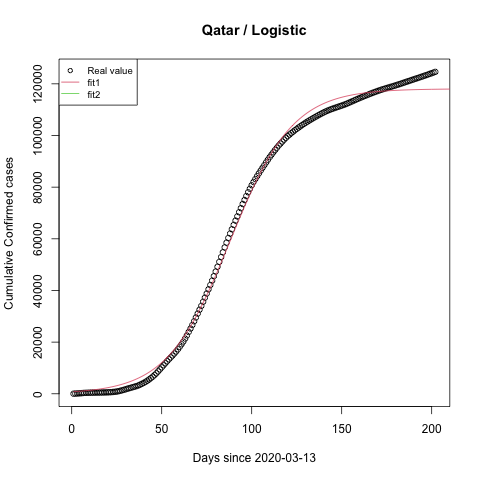 Qatar / Logistic
Real value
fit1
fit2
Cumulative Confirmed cases
0
20000
40000
60000
80000
100000
120000
0 50 100 150 200
Days since 2020-03-13